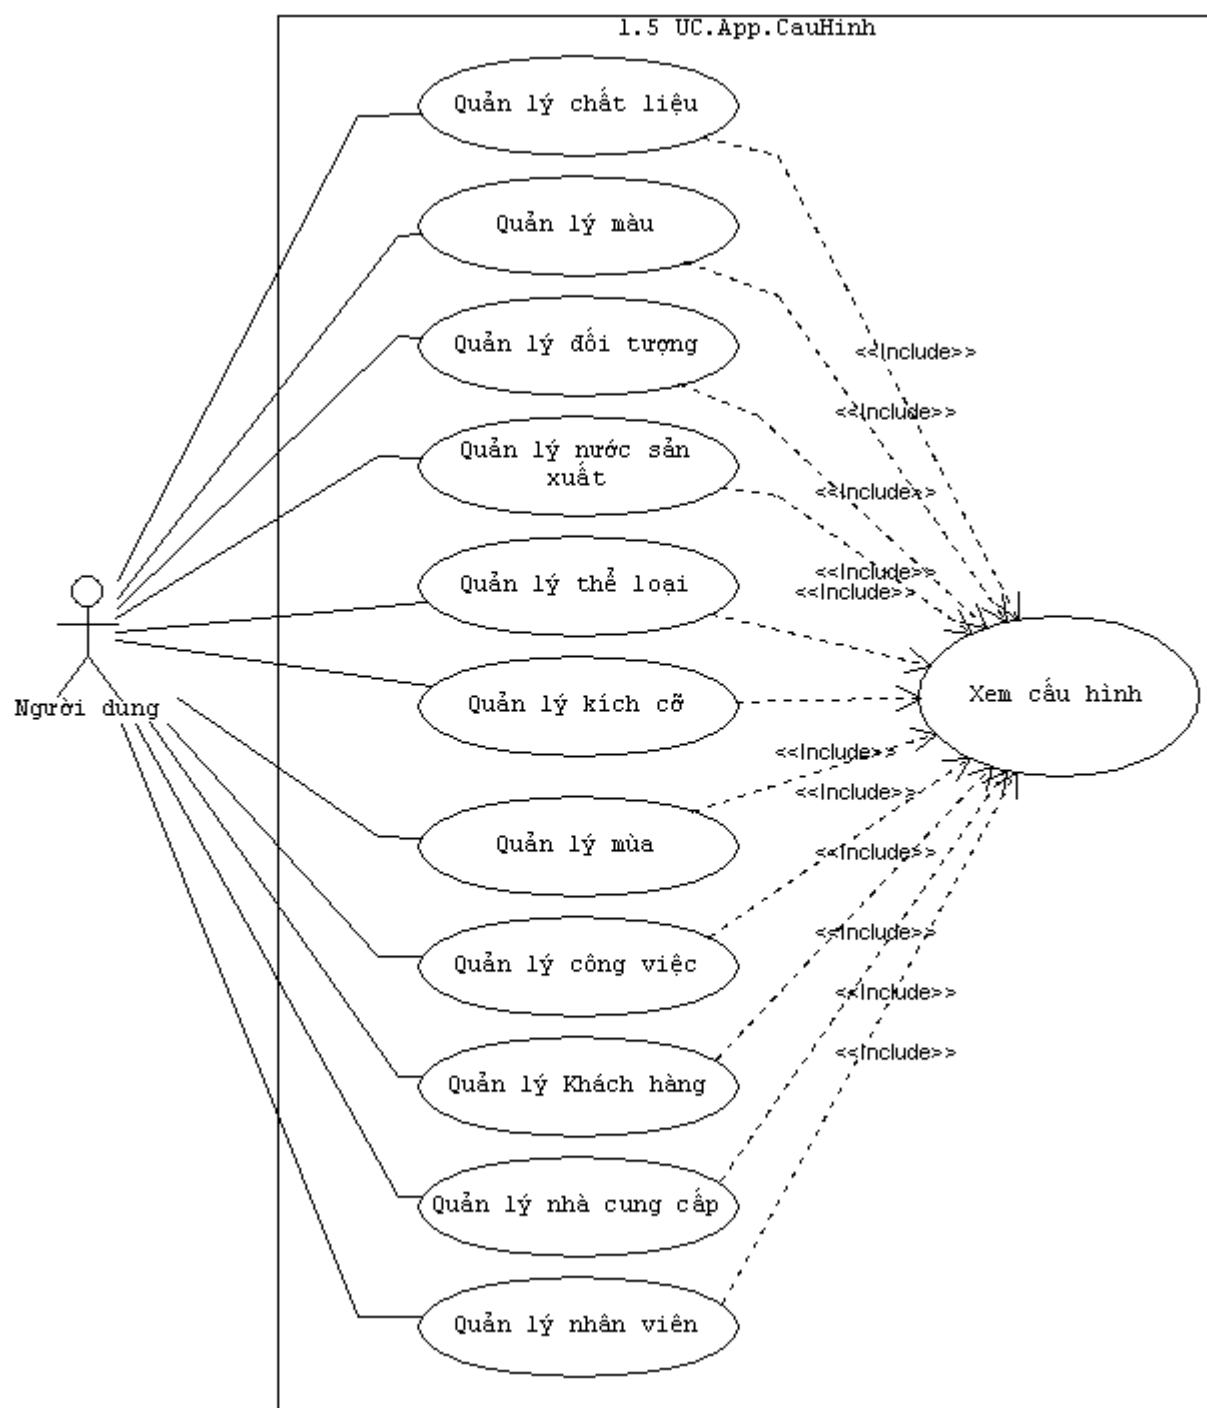 1.5 UC.App.CauHinh
Quản lý chất liệu
Quản lý màu
Quản lý đối tượng
<<Include>>
<<Include>>
Quản lý nước sản
xuất
<<Include>>
Quản lý thể loại
<<Include>>
<<Include>>
Người dùng
Quản lý kích cỡ
Xem cấu hình
<<Include>>
<<Include>>
Quản lý mùa
<<Include>>
Quản lý công việc
<<Include>>
<<Include>>
Quản lý Khách hàng
<<Include>>
Quản lý nhà cung cấp
Quản lý nhân viên